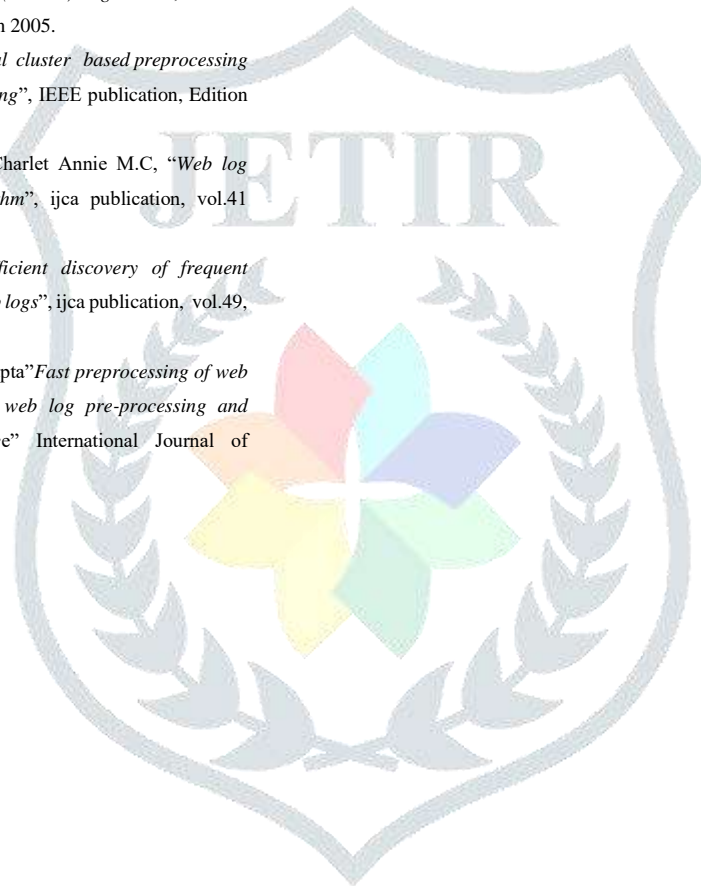 n 2005.
l cluster based preprocessing
ng”, IEEE publication, Edition
Charlet Annie M.C, “Web log
hm”, ijca publication, vol.41
JETIR
ficient discovery of frequent
logs”, ijca publication, vol.49,
pta”Fast preprocessing of web
web log pre-processing and
e” International Journal of